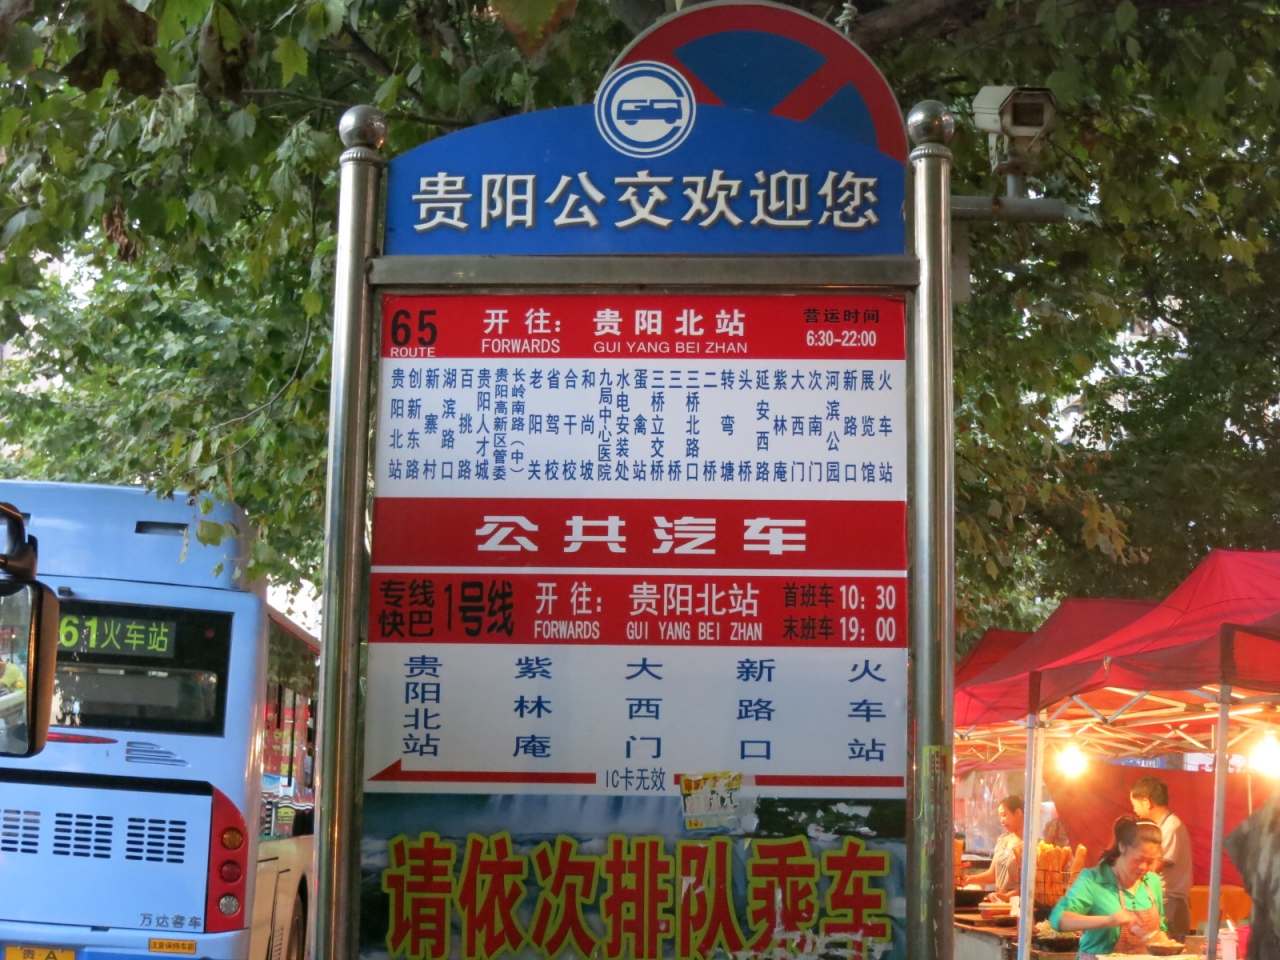 贵阳公交欢迎您
65
ROUTE
开往：
FORWARDS
贵阳北站
GUI YANG BEI ZHAN
营运时间
6:30-22:00
贵阳北站
创新东路
新寨村
湖滨路口
百挑路
贵阳人才城
贵阳高新区管委
长岭南路(中)
老阳关
省驾校
合干校
和尚坡
九局中心医院
水电安装处
蛋禽站
三桥立交桥
三桥
三桥北路口
二桥
转弯塘
头桥
延安西路
紫林庵
大西门
次南门
河滨公园
新路口
展览馆
火车站
公共汽车
专线快巴
1号线
开往：
FORWARDS
贵阳北站
GUI YANG BEI ZHAN
首班车10：30
末班车19：00
贵阳北站
紫林庵
大西门
新路口
火车站
IC卡无效
请依次排队乘车
61火车站
万达客车
贵A